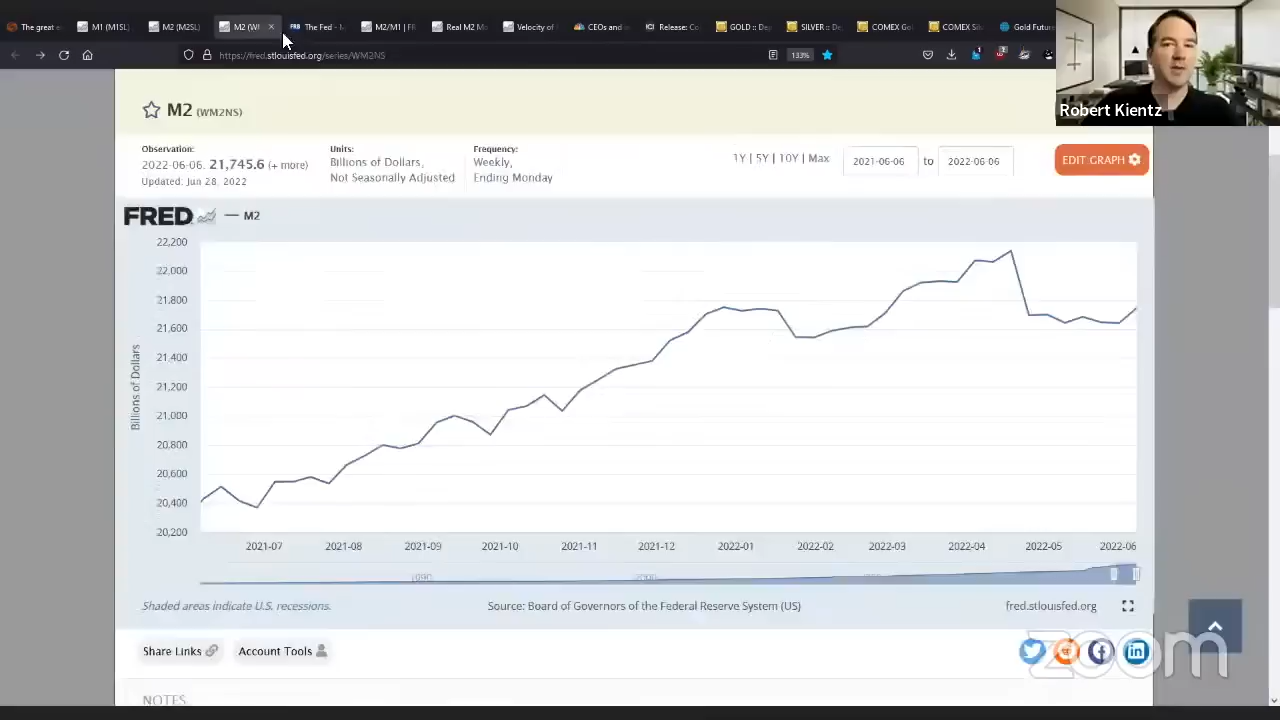 The great e
M1 (M1SL)
M2 (M2SL)
M2 (W
The Fed - M
M2/M1 | F
Real M2 Mo
Velocity of
CEOs and
Release: Co
GOLD ::
SILVER ::
COMEX Gol
COMEX Silv
Gold Future
https://fred.stlouisfed.org/series/WM2NS
133%
Robert Kientz
M2 (WM2NS)
Observation:
2022-06-06: 21,745.6 (+ more)
Updated: Jun 28, 2022
Units:
Billions of Dollars,
Not Seasonally Adjusted
Frequency:
Weekly,
Ending Monday
1Y | 5Y | 10Y | Max
2021-06-06 to 2022-06-06
EDIT GRAPH
FRED — M2
22,200
22,000
21,800
21,600
21,400
21,200
21,000
20,800
20,600
20,400
20,200
Billions of Dollars
2021-07 2021-08 2021-09 2021-10 2021-11 2021-12 2022-01 2022-02 2022-03 2022-04 2022-05 2022-06
1990 2000
Shaded areas indicate U.S. recessions.
Source: Board of Governors of the Federal Reserve System (US)
fred.stlouisfed.org
Share Links
Account Tools
zoom
NOTES